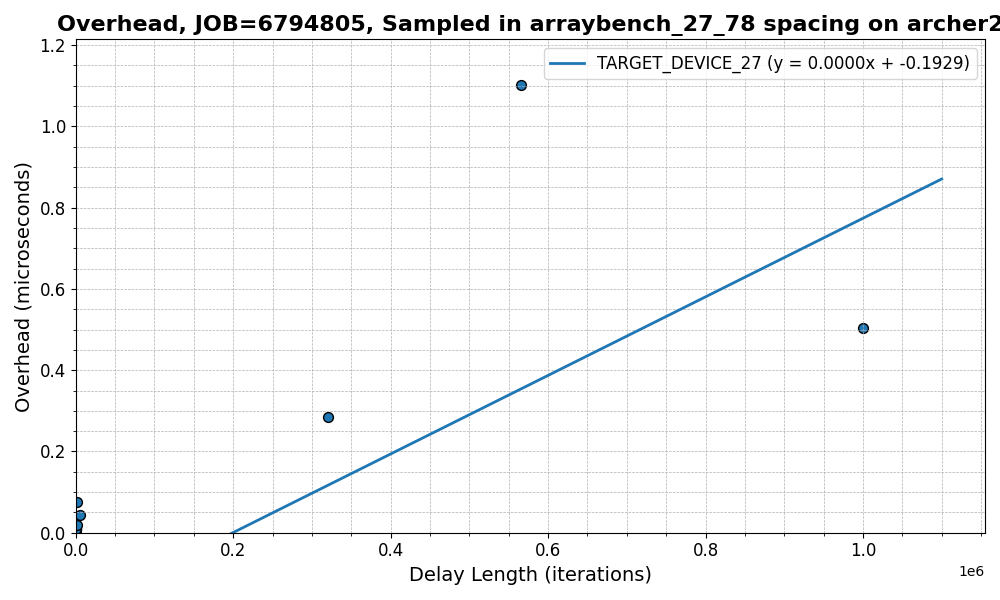 Overhead, JOB=6794805, Sampled in arraybench_27_78 spacing on archer2
TARGET_DEVICE_27 (y = 0.0000x + -0.1929)
Overhead (microseconds)
1.2
1.0
0.8
0.6
0.4
0.2
0.0
0.0 0.2 0.4 0.6 0.8 1.0
1e6
Delay Length (iterations)